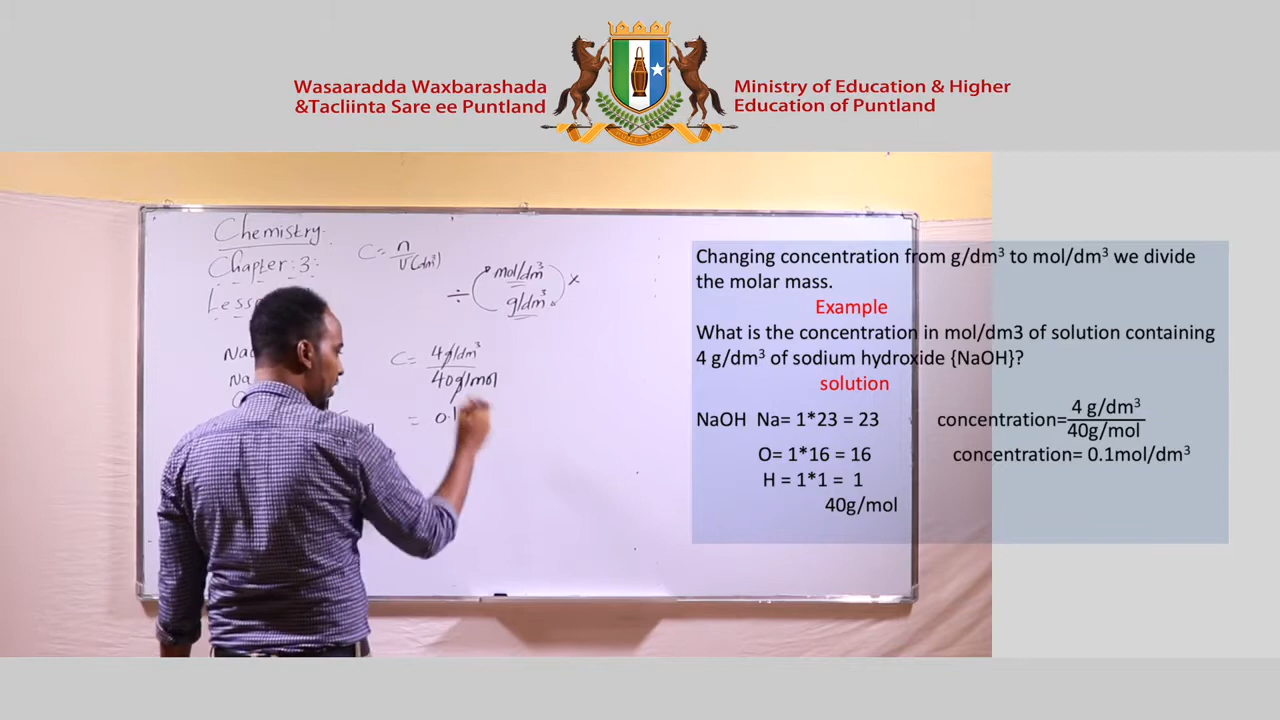 Wasaaradda Waxbarashada
&Tacliinta Sare ee Puntland
Ministry of Education & Higher
Education of Puntland
PUNTLAND
Chemistry
Chapter: 3:
C = n
V(dm³)
÷ mol/dm³ ×
g/dm³
C = 4g/dm³
40g/mol
= 0.1
Changing concentration from g/dm³ to mol/dm³ we divide
the molar mass.
Example
What is the concentration in mol/dm3 of solution containing
4 g/dm³ of sodium hydroxide {NaOH}?
solution
NaOH Na= 1*23 = 23
O= 1*16 = 16
H = 1*1 = 1
40g/mol
concentration= 4 g/dm³
40g/mol
concentration= 0.1mol/dm³